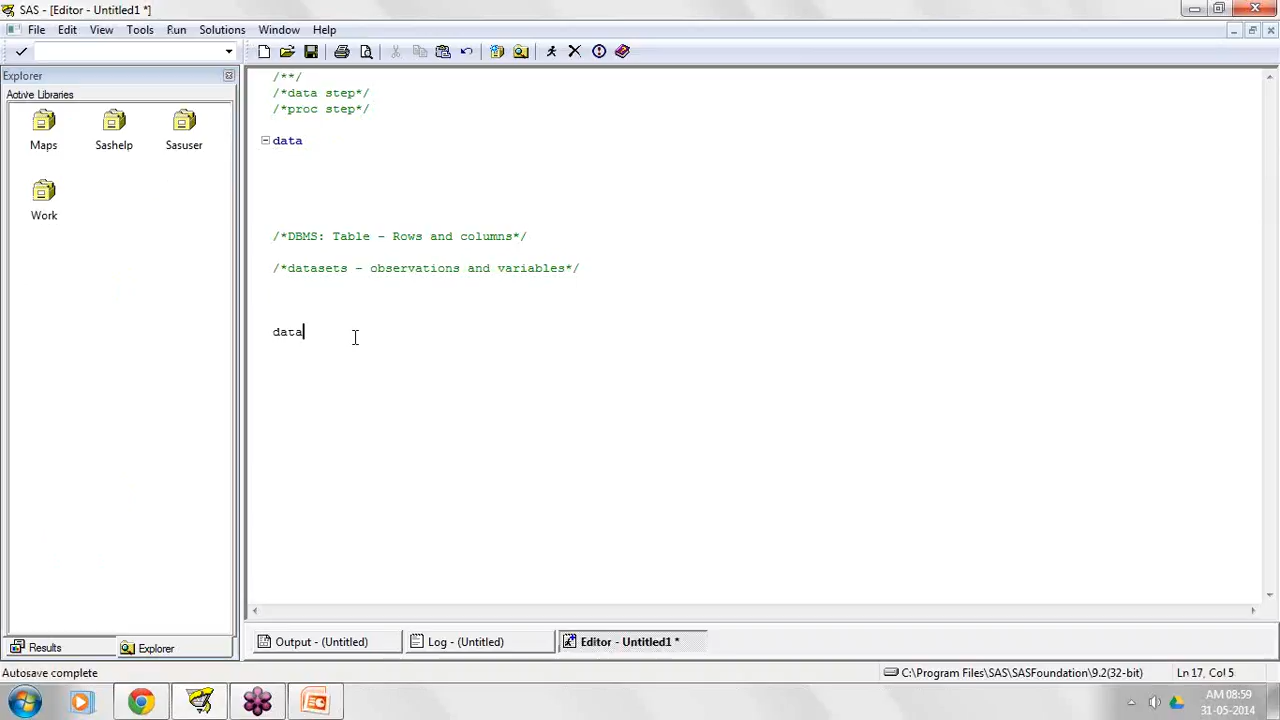 SAS - [Editor - Untitled1 *]
File Edit View Tools Run Solutions Window Help
Explorer
Active Libraries
Maps Sashelp Sasuser
Work
/**/
/*data step*/
/*proc step*/
data
/*DBMS: Table - Rows and columns*/
/*datasets - observations and variables*/
data
Results Explorer
Output - (Untitled) Log - (Untitled) Editor - Untitled1 *
Autosave complete C:\Program Files\SAS\SASFoundation\9.2(32-bit) Ln 17, Col 5
AM 08:59
31-05-2014